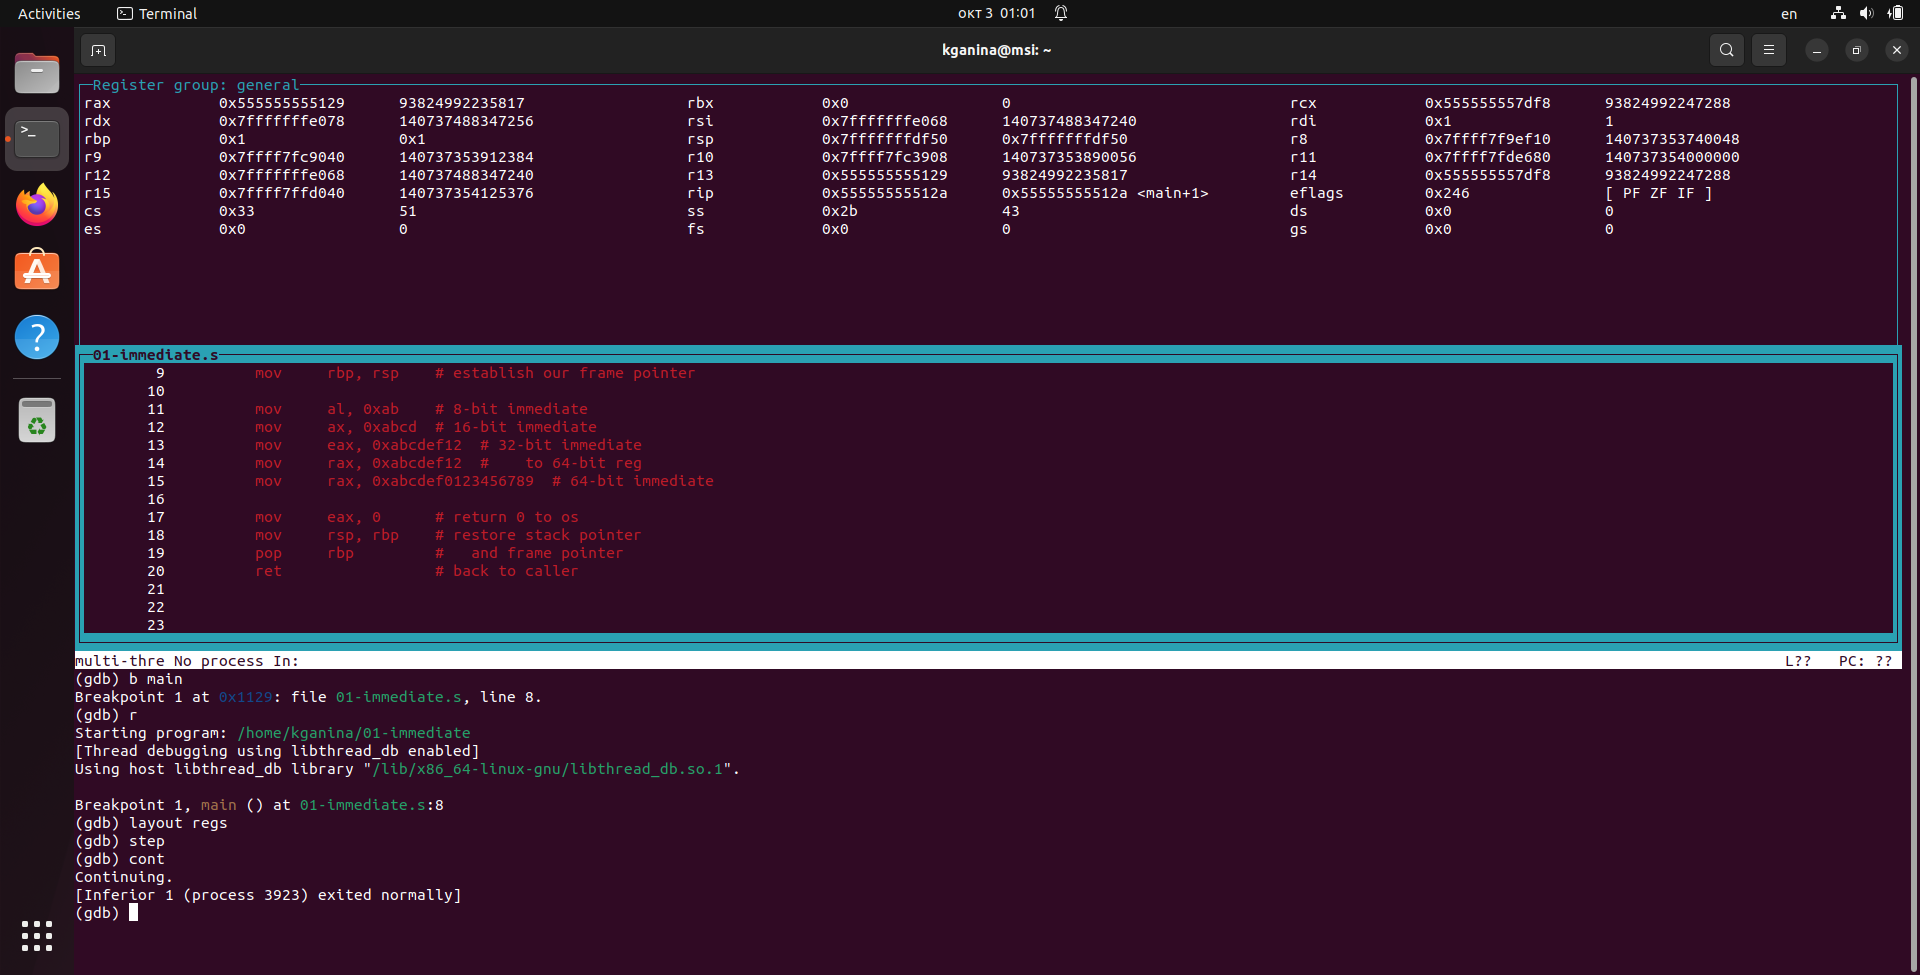 Activities Terminal окт 3 01:01 en
kganina@msi: ~
Register group: general
rax 0x555555555129 93824992235817 rbx 0x0 0 rcx 0x555555557df8 93824992247288
rdx 0x7fffffffe078 140737488347256 rsi 0x7fffffffe068 140737488347240 rdi 0x1 1
rbp 0x1 0x1 rsp 0x7fffffffdf50 0x7fffffffdf50 r8 0x7ffff7f9ef10 140737353740048
r9 0x7ffff7fc9040 140737353912384 r10 0x7ffff7fc3908 140737353890056 r11 0x7ffff7fde680 140737354000000
r12 0x7fffffffe068 140737488347240 r13 0x555555555129 93824992235817 r14 0x555555557df8 93824992247288
r15 0x7ffff7ffd040 140737354125376 rip 0x55555555512a 0x55555555512a <main+1> eflags 0x246 [ PF ZF IF ]
cs 0x33 51 ss 0x2b 43 ds 0x0 0
es 0x0 0 fs 0x0 0 gs 0x0 0
01-immediate.s
9 mov rbp, rsp # establish our frame pointer
10
11 mov al, 0xab # 8-bit immediate
12 mov ax, 0xabcd # 16-bit immediate
13 mov eax, 0xabcdef12 # 32-bit immediate
14 mov rax, 0xabcdef12 # to 64-bit reg
15 mov rax, 0xabcdef0123456789 # 64-bit immediate
16
17 mov eax, 0 # return 0 to os
18 mov rsp, rbp # restore stack pointer
19 pop rbp # and frame pointer
20 ret # back to caller
21
22
23
multi-thre No process In: L?? PC: ??
(gdb) b main
Breakpoint 1 at 0x1129: file 01-immediate.s, line 8.
(gdb) r
Starting program: /home/kganina/01-immediate
[Thread debugging using libthread_db enabled]
Using host libthread_db library "/lib/x86_64-linux-gnu/libthread_db.so.1".
Breakpoint 1, main () at 01-immediate.s:8
(gdb) layout regs
(gdb) step
(gdb) cont
Continuing.
[Inferior 1 (process 3923) exited normally]
(gdb)